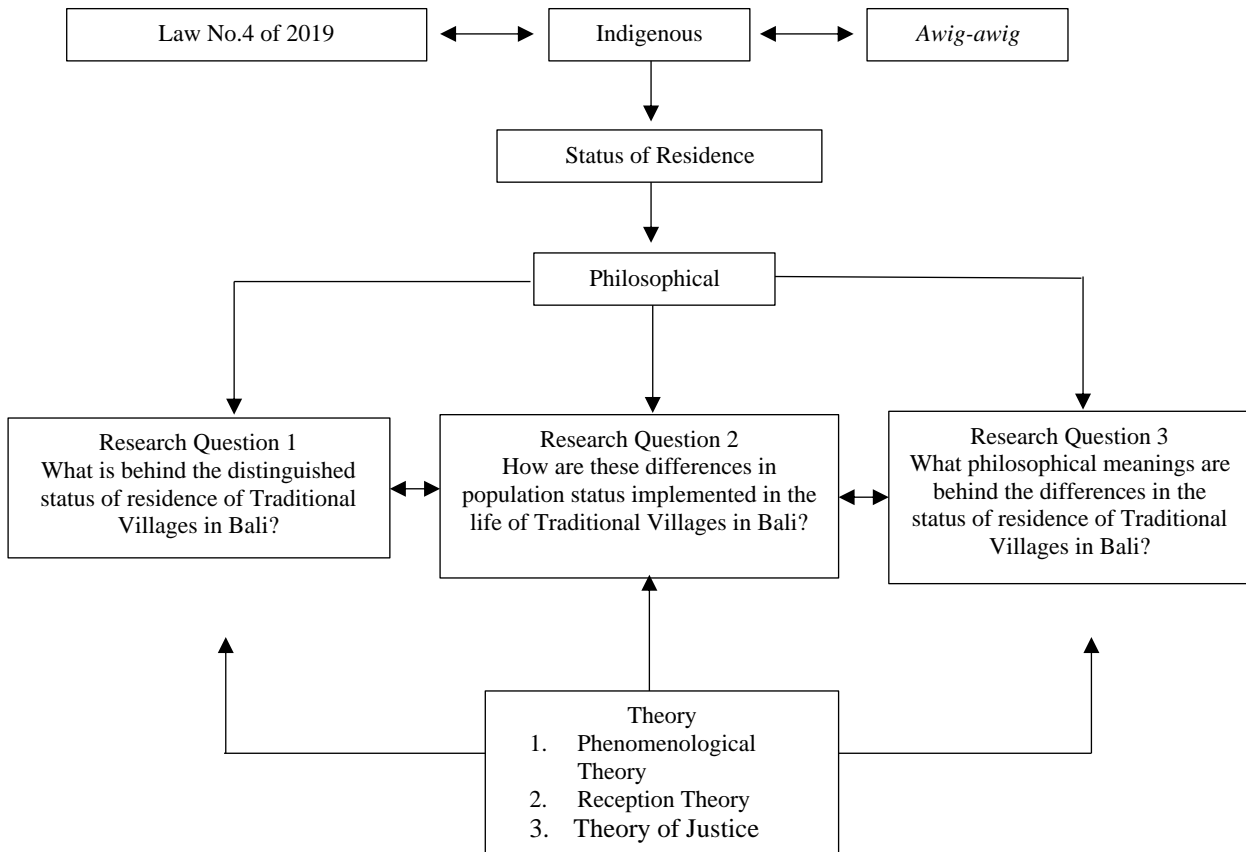 Law No.4 of 2019
Indigenous
Awig-awig
Status of Residence
Philosophical
Research Question 1
What is behind the distinguished
status of residence of Traditional
Villages in Bali?
Research Question 2
How are these differences in
population status implemented in the
life of Traditional Villages in Bali?
Research Question 3
What philosophical meanings are
behind the differences in the
status of residence of Traditional
Villages in Bali?
Theory
1. Phenomenological
Theory
2. Reception Theory
3. Theory of Justice